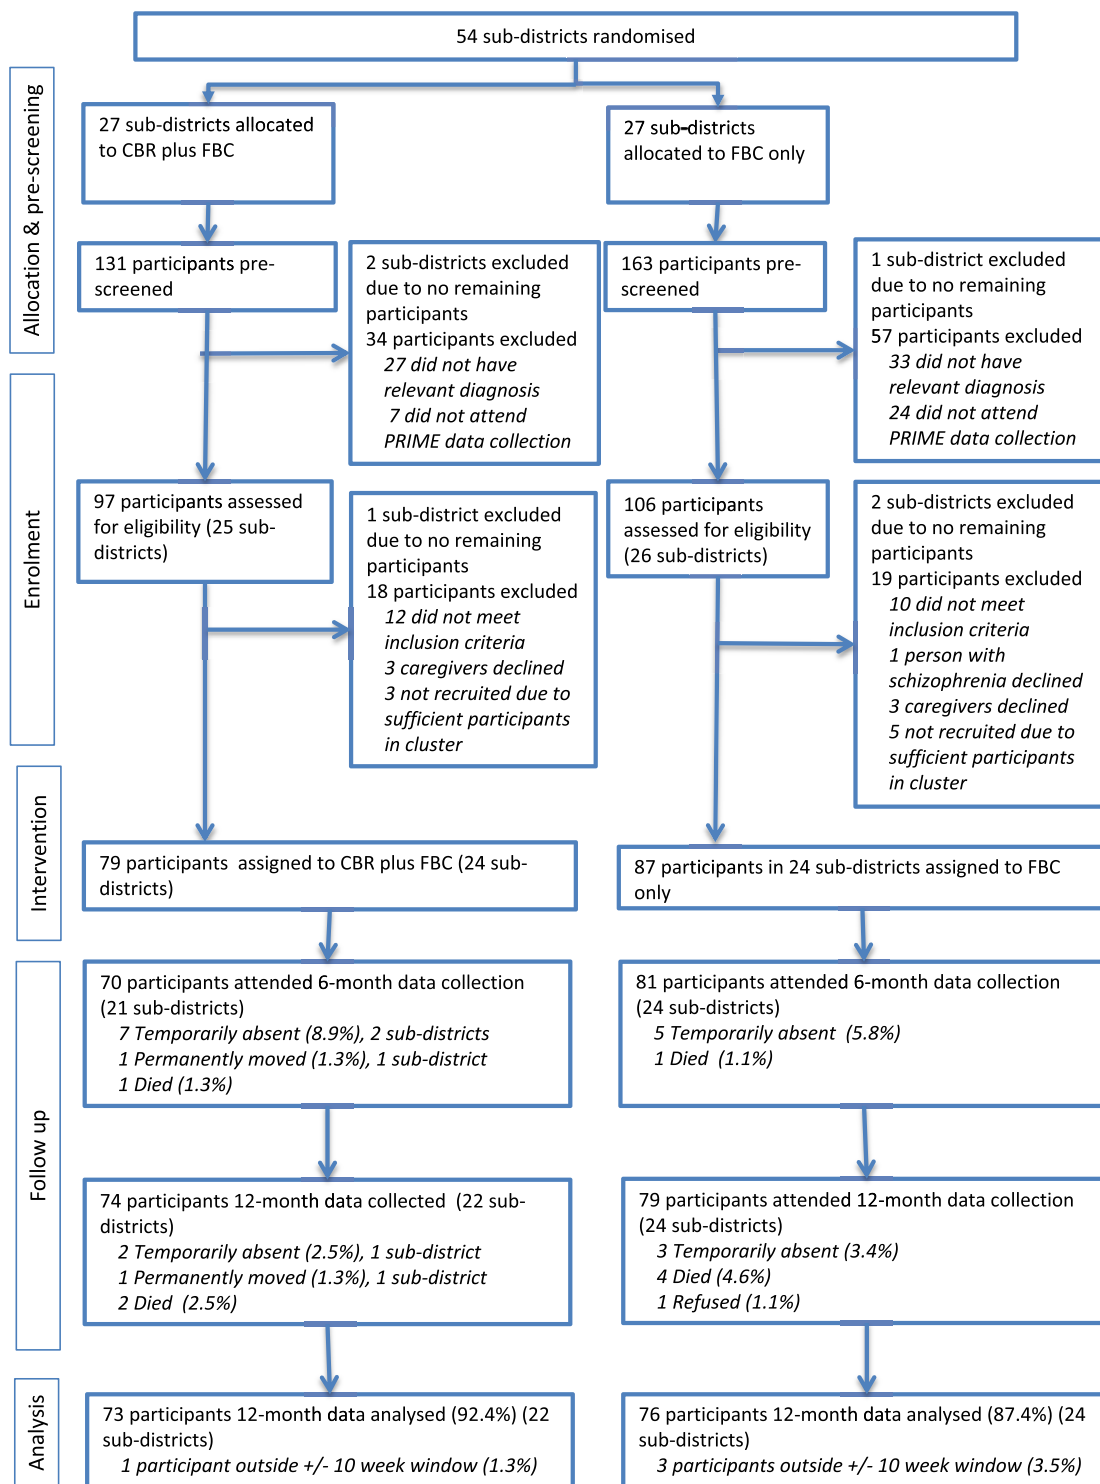 54 sub-districts randomised
Allocation & pre-screening
27 sub-districts allocated
to CBR plus FBC
27 sub-districts
allocated to FBC only
131 participants pre-
screened
2 sub-districts excluded
due to no remaining
participants
34 participants excluded
27 did not have
relevant diagnosis
7 did not attend
PRIME data collection
163 participants pre-
screened
1 sub-district excluded
due to no remaining
participants
57 participants excluded
33 did not have
relevant diagnosis
24 did not attend
PRIME data collection
Enrolment
97 participants assessed
for eligibility (25 sub-
districts)
1 sub-district excluded
due to no remaining
participants
18 participants excluded
12 did not meet
inclusion criteria
3 caregivers declined
3 not recruited due to
sufficient participants
in cluster
106 participants
assessed for eligibility
(26 sub-districts)
2 sub-districts excluded
due to no remaining
participants
19 participants excluded
10 did not meet
inclusion criteria
1 person with
schizophrenia declined
3 caregivers declined
5 not recruited due to
sufficient participants
in cluster
Intervention
79 participants assigned to CBR plus FBC (24 sub-
districts)
87 participants in 24 sub-districts assigned to FBC
only
Follow up
70 participants attended 6-month data collection
(21 sub-districts)
7 Temporarily absent (8.9%), 2 sub-districts
1 Permanently moved (1.3%), 1 sub-district
1 Died (1.3%)
81 participants attended 6-month data collection
(24 sub-districts)
5 Temporarily absent (5.8%)
1 Died (1.1%)
74 participants 12-month data collected (22 sub-
districts)
2 Temporarily absent (2.5%), 1 sub-district
1 Permanently moved (1.3%), 1 sub-district
2 Died (2.5%)
79 participants attended 12-month data collection
(24 sub-districts)
3 Temporarily absent (3.4%)
4 Died (4.6%)
1 Refused (1.1%)
Analysis
73 participants 12-month data analysed (92.4%) (22
sub-districts)
1 participant outside +/- 10 week window (1.3%)
76 participants 12-month data analysed (87.4%) (24
sub-districts)
3 participants outside +/- 10 week window (3.5%)